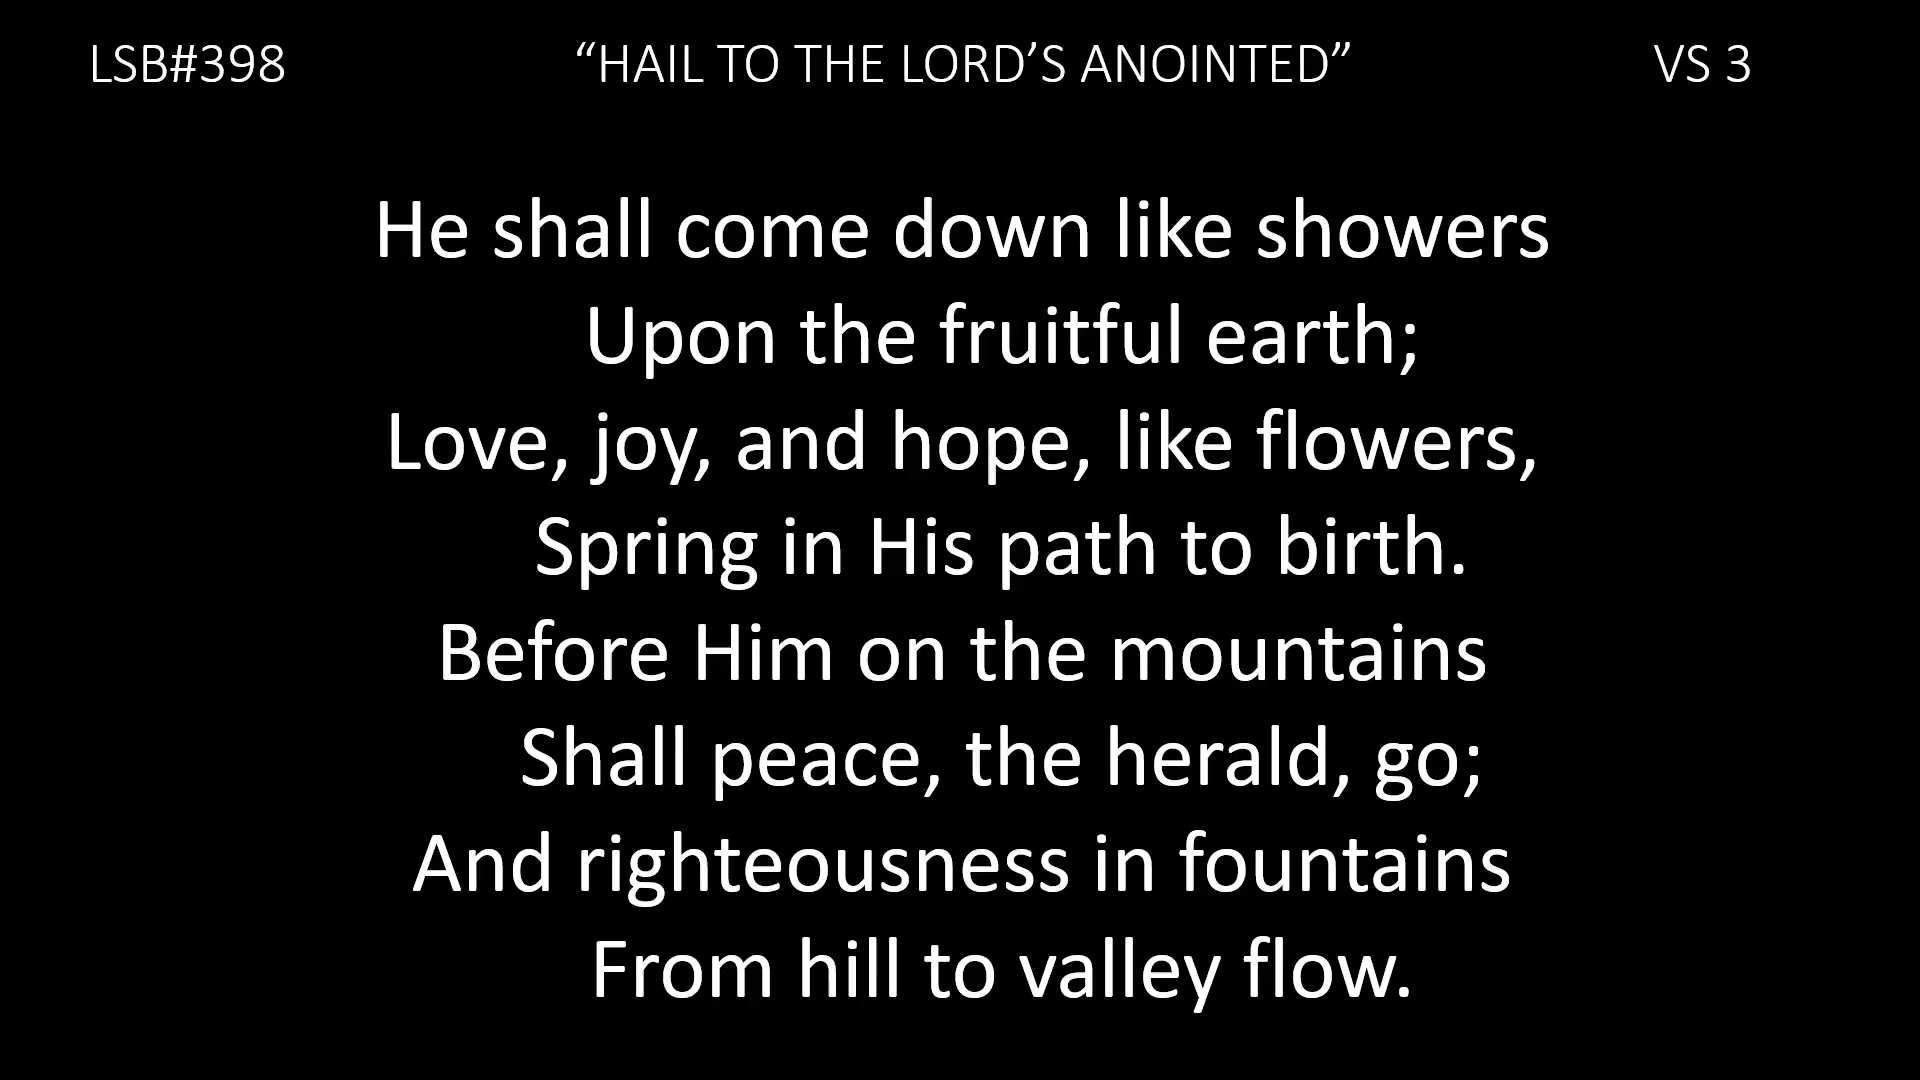 LSB#398 “HAIL TO THE LORD’S ANOINTED” VS 3
He shall come down like showers
Upon the fruitful earth;
Love, joy, and hope, like flowers,
Spring in His path to birth.
Before Him on the mountains
Shall peace, the herald, go;
And righteousness in fountains
From hill to valley flow.